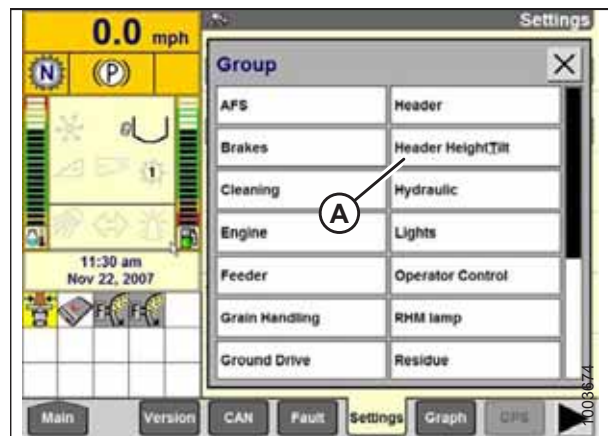 0.0 mph
Settings
N
(P)
1
11:30 am
Nov 22, 2007
Group
AFS
Header
Brakes
Header Height/Tilt
Cleaning
Hydraulic
A
Engine
Lights
Feeder
Operator Control
Grain Handling
RHM lamp
Ground Drive
Residue
Main
Version
CAN
Fault
Settings
Graph
GPS
1003674